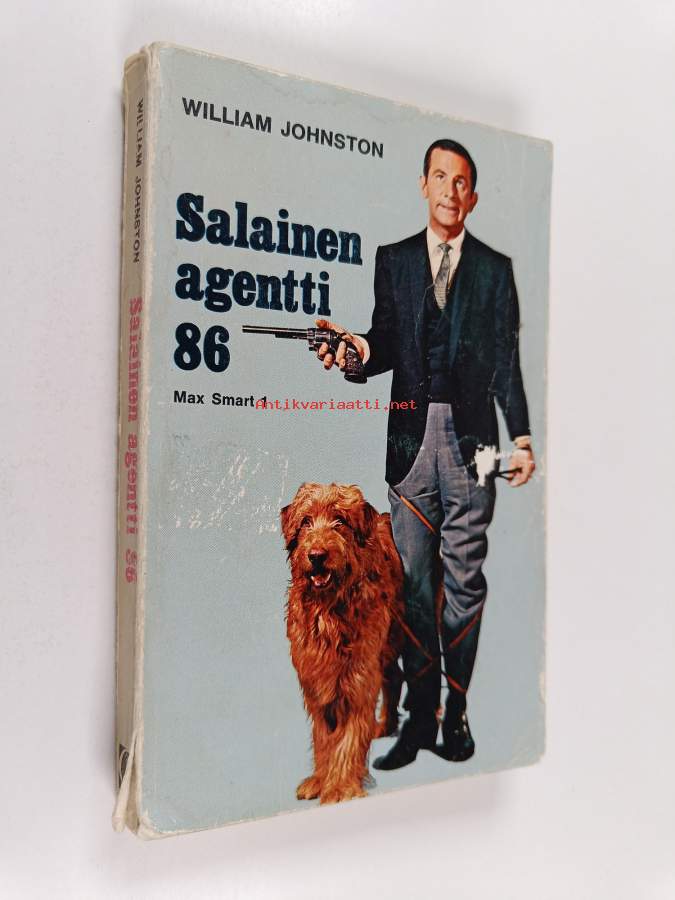 WILLIAM JOHNSTON
Salainen
agentti
86
Max Smart 1
Antikvariaatti.net
WILLIAM JOHNSTON
Salainen agentti 86